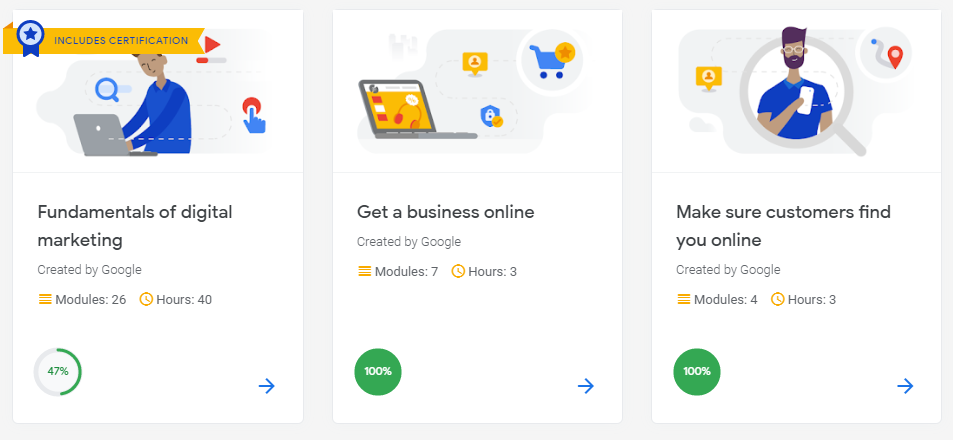 INCLUDES CERTIFICATION
Fundamentals of digital
marketing
Created by Google
Modules: 26 Hours: 40
47%
Get a business online
Created by Google
Modules: 7 Hours: 3
100%
Make sure customers find
you online
Created by Google
Modules: 4 Hours: 3
100%